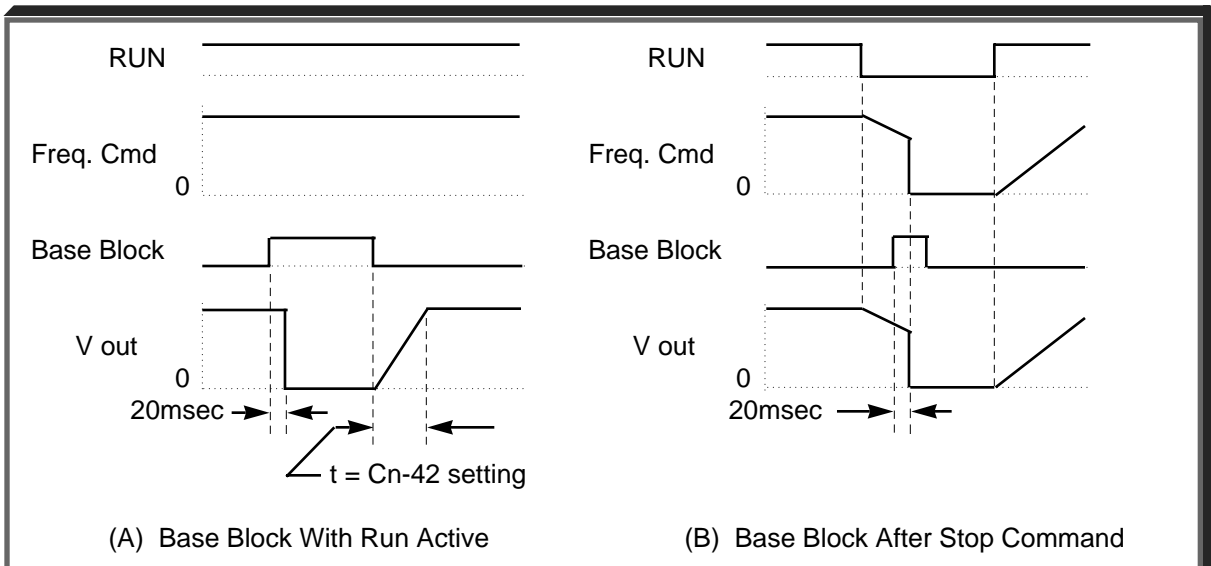 RUN
Freq. Cmd
0
Base Block
V out
0
20msec
t = Cn-42 setting
(A) Base Block With Run Active
RUN
Freq. Cmd
0
Base Block
V out
0
20msec
(B) Base Block After Stop Command